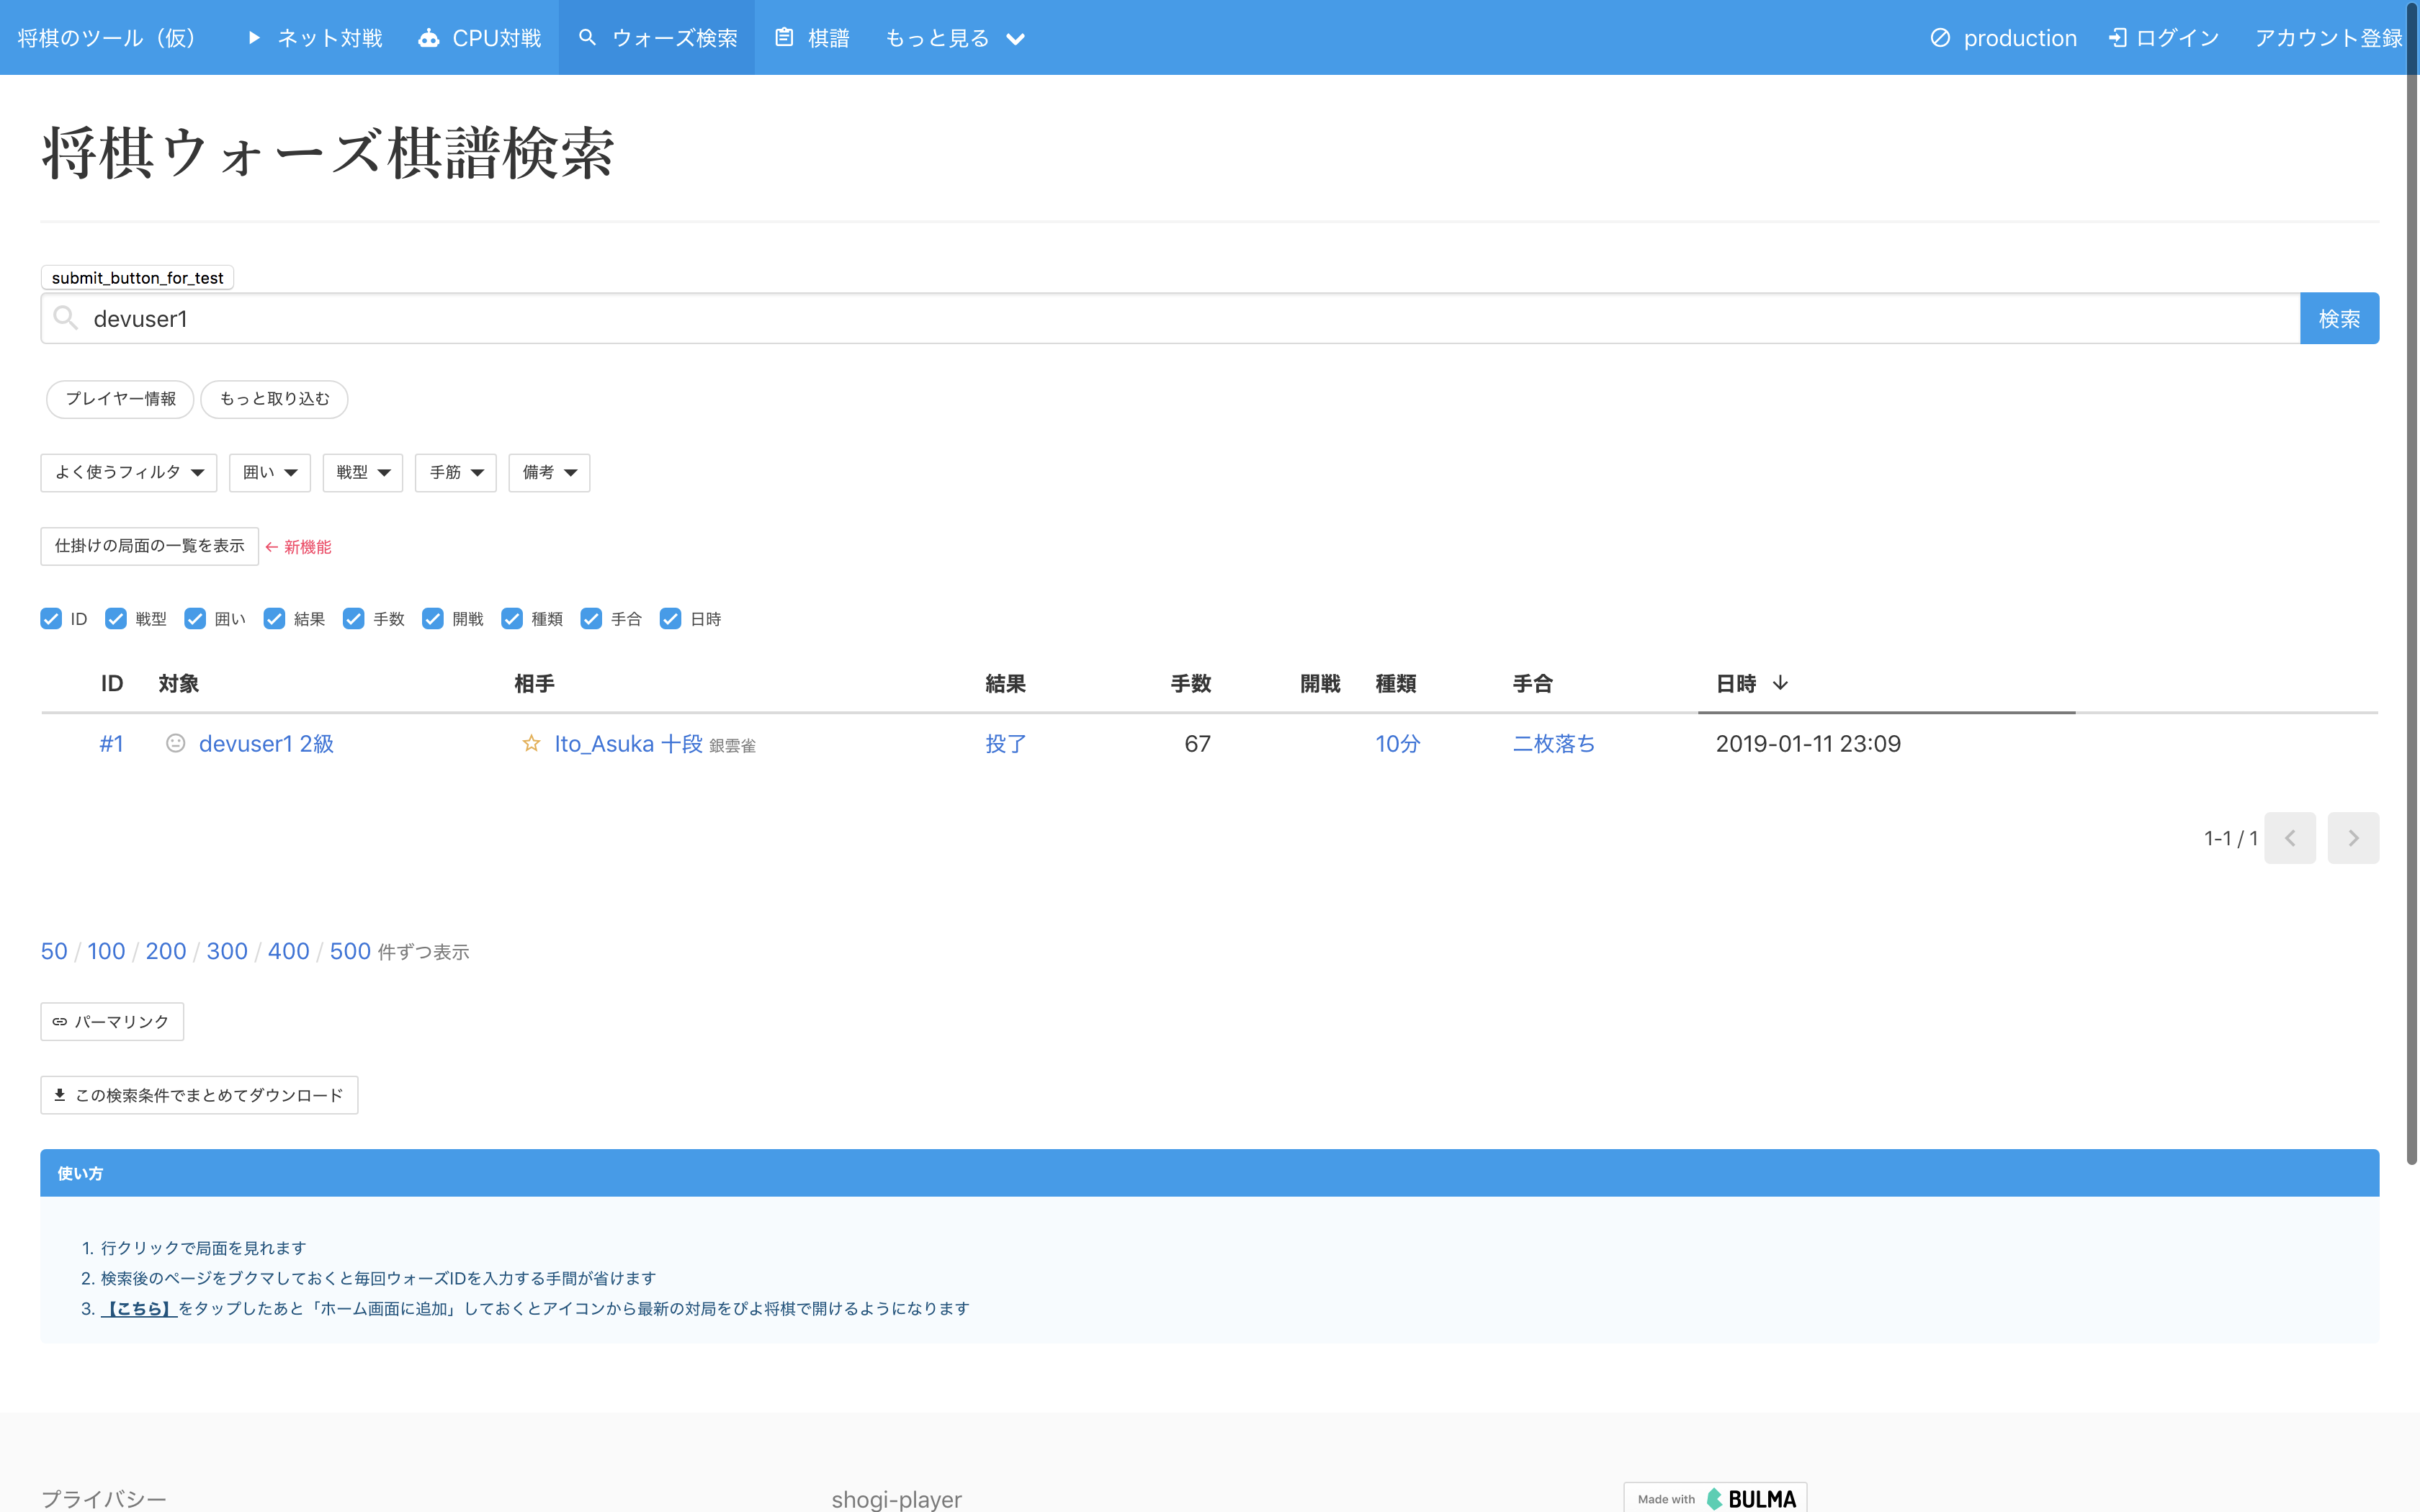 将棋のツール（仮） ネット対戦 CPU対戦 ウォーズ検索 棋譜 もっと見る production ログイン アカウント登録
将棋ウォーズ棋譜検索
submit_button_for_test
devuser1 検索
プレイヤー情報 もっと取り込む
よく使うフィルタ 囲い 戦型 手筋 備考
仕掛けの局面の一覧を表示 ← 新機能
ID 戦型 囲い 結果 手数 開戦 種類 手合 日時
ID 対象 相手 結果 手数 開戦 種類 手合 日時 ↓
#1 devuser1 2級 Ito_Asuka 十段 銀雲雀 投了 67 10分 二枚落ち 2019-01-11 23:09
1-1 / 1
50 / 100 / 200 / 300 / 400 / 500 件ずつ表示
パーマリンク
この検索条件でまとめてダウンロード
使い方
1. 行クリックで局面を見れます
2. 検索後のページをブクマしておくと毎回ウォーズIDを入力する手間が省けます
3. 【こちら】をタップしたあと「ホーム画面に追加」しておくとアイコンから最新の対局をぴよ将棋で開けるようになります
プライバシー shogi-player Made with BULMA